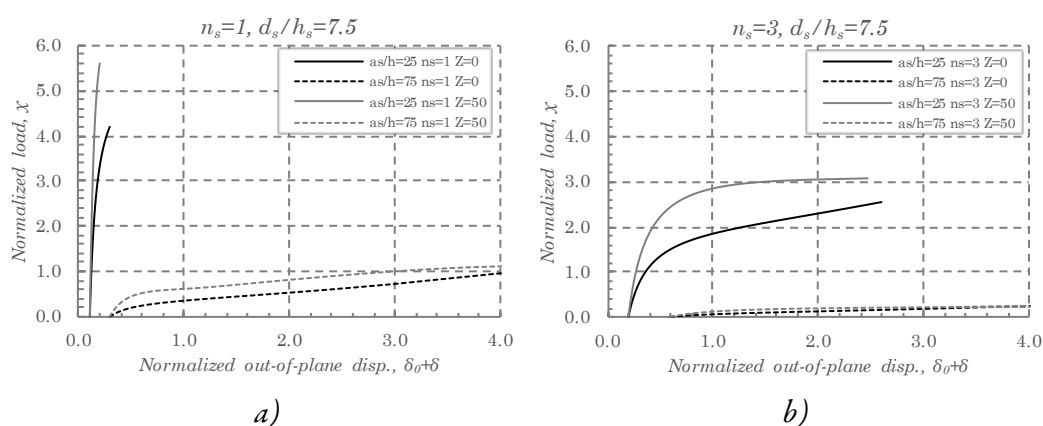 n_s=1, d_s/h_s=7.5
6.0
5.0
4.0
3.0
2.0
1.0
0.0
Normalized load, χ
as/h=25 ns=1 Z=0
as/h=75 ns=1 Z=0
as/h=25 ns=1 Z=50
as/h=75 ns=1 Z=50
0.0 1.0 2.0 3.0 4.0
Normalized out-of-plane disp., δ₀+δ
a)
n_s=3, d_s/h_s=7.5
6.0
5.0
4.0
3.0
2.0
1.0
0.0
Normalized load, χ
as/h=25 ns=3 Z=0
as/h=75 ns=3 Z=0
as/h=25 ns=3 Z=50
as/h=75 ns=3 Z=50
0.0 1.0 2.0 3.0 4.0
Normalized out-of-plane disp., δ₀+δ
b)